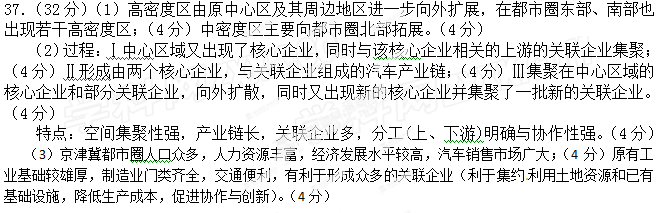 37.（32 分）（1）高密度区由原中心区及其周边地区进一步向外扩展，在都市圈东部、南部也
出现若干高密度区；（4 分）中密度区主要向都市圈北部拓展。（4 分）
（2）过程：Ⅰ中心区域又出现了核心企业，同时与该核心企业相关的上游的关联企业集聚；
（4 分）Ⅱ形成由两个核心企业，与关联企业组成的汽车产业链；（4 分）Ⅲ集聚在中心区域的
核心企业和部分关联企业，向外扩散，同时又出现新的核心企业并集聚了一批新的关联企业。
（4 分）
特点：空间集聚性强，产业链长，关联企业多，分工（上、下游）明确与协作性强。（4 分）
（3）京津冀都市圈人口众多，人力资源丰富，经济发展水平较高，汽车销售市场广大；（4 分）原有工
业基础较雄厚，制造业门类齐全，交通便利，有利于形成众多的关联企业（利于集约利用土地资源和已有
基础设施，降低生产成本，促进协作与创新）。（4 分）